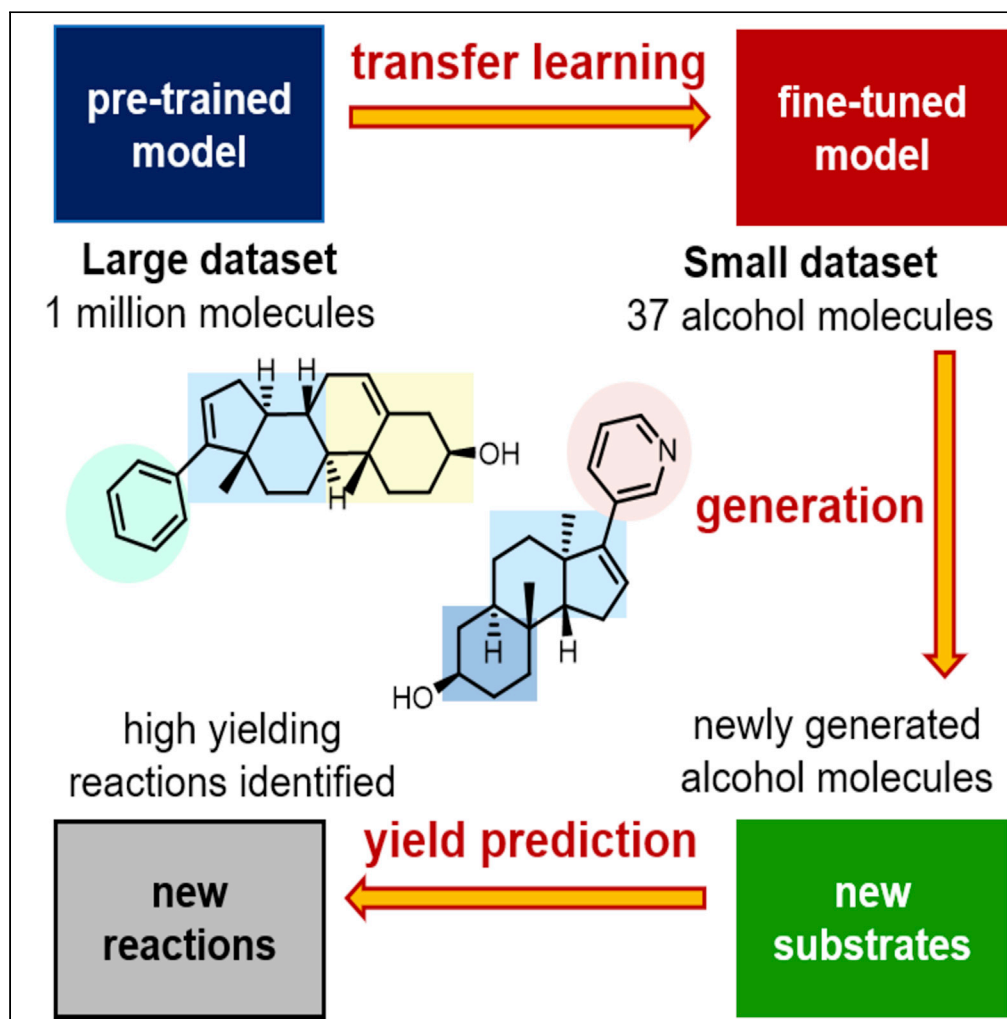 transfer learning
pre-trained
model
fine-tuned
model
Large dataset
1 million molecules
Small dataset
37 alcohol molecules
H
H
H
OH
N
generation
H
H
HO
high yielding
reactions identified
newly generated
alcohol molecules
yield prediction
new
reactions
new
substrates